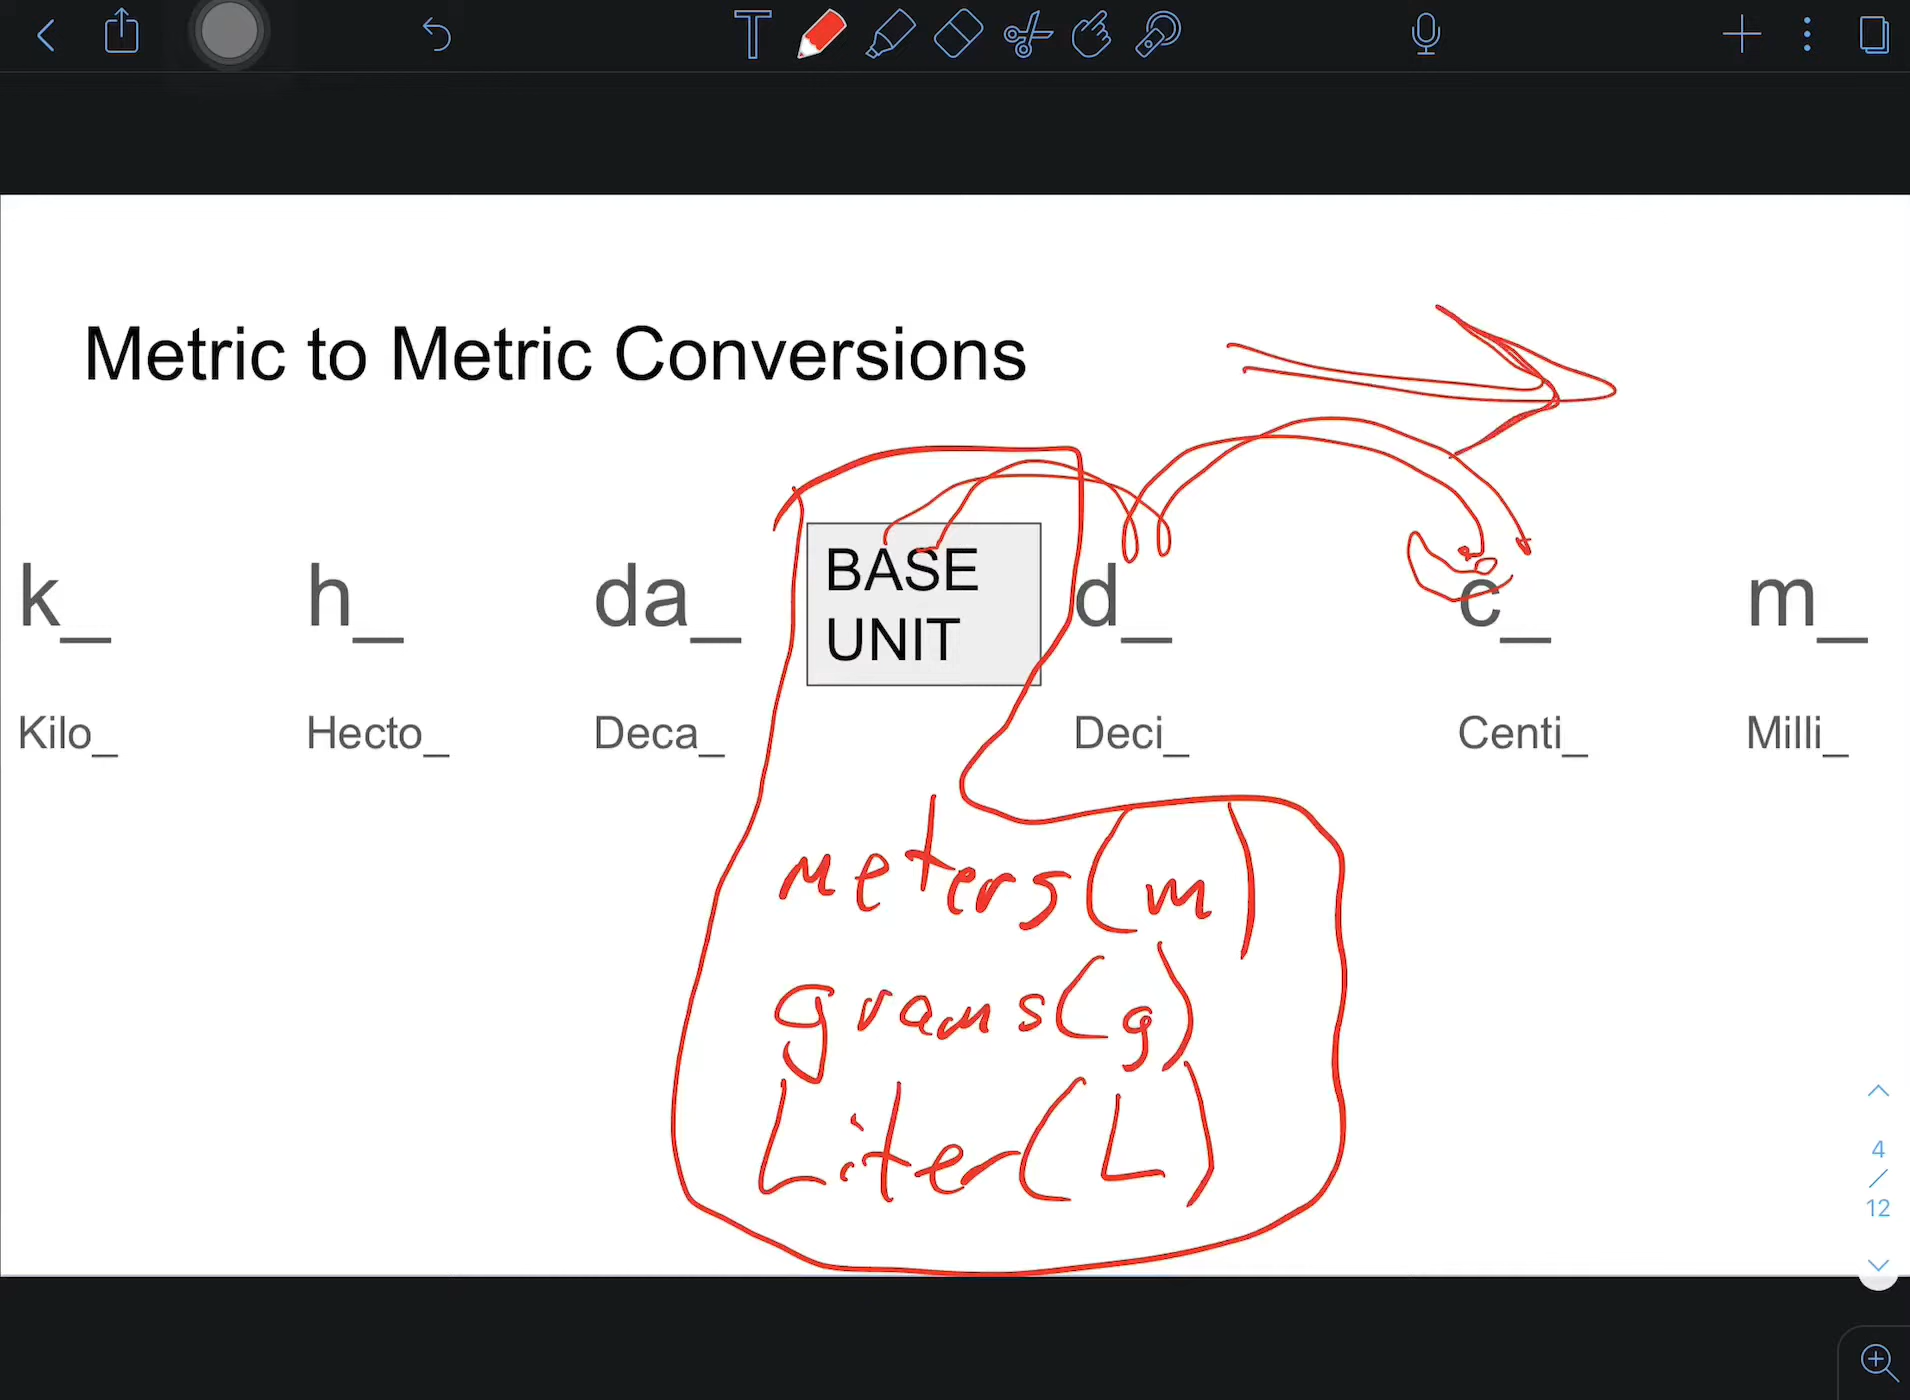 Metric to Metric Conversions
k_ h_ da_ BASE UNIT d_ c_ m_
Kilo_ Hecto_ Deca_ Deci_ Centi_ Milli_
meters (m)
grams (g)
Liter (L)
4
/
12